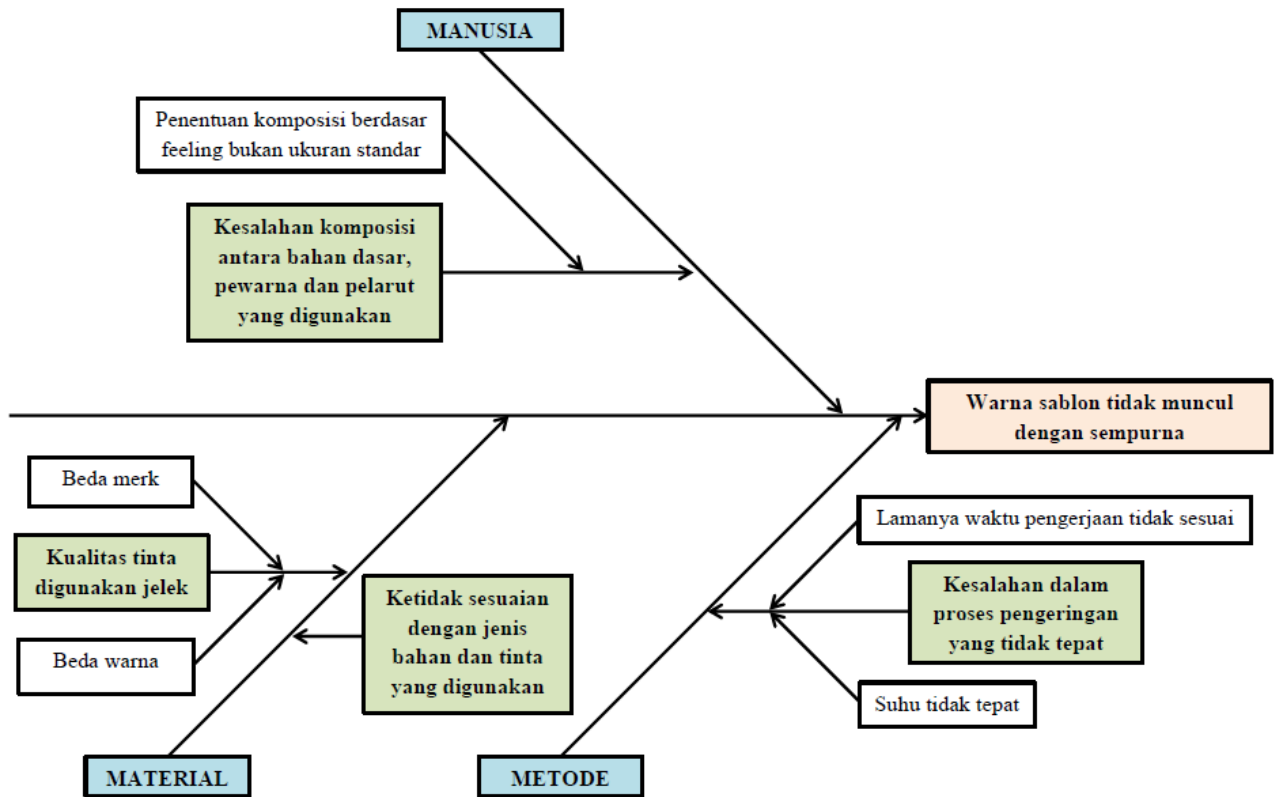 MANUSIA
Penentuan komposisi berdasar
feeling bukan ukuran standar
Kesalahan komposisi
antara bahan dasar,
pewarna dan pelarut
yang digunakan
Warna sablon tidak muncul
dengan sempurna
Beda merk
Kualitas tinta
digunakan jelek
Beda warna
Ketidak sesuaian
dengan jenis
bahan dan tinta
yang digunakan
Lamanya waktu pengerjaan tidak sesuai
Kesalahan dalam
proses pengeringan
yang tidak tepat
Suhu tidak tepat
MATERIAL
METODE